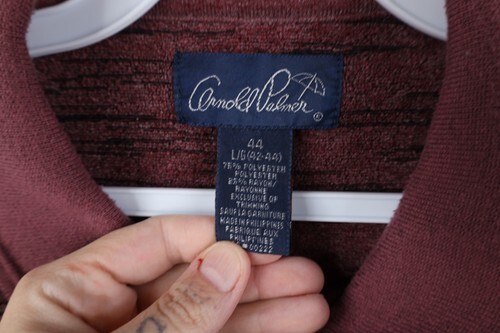 Arnold Palmer
®
44
L/G(42-44)
75% POLYESTER
POLYESTER
25% RAYON/
RAYONNE
EXCLUSIVE OF
TRIMMING
SAUF LA GARNITURE
MADE IN PHILIPPINES
FABRIQUE AUX
PHILIPPINES
00222